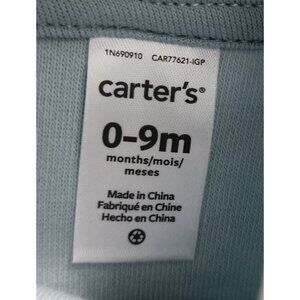 1N690910 CAR77621-IGP
carter's®
0-9m
months/mois/
meses
Made in China
Fabriqué en Chine
Hecho en China